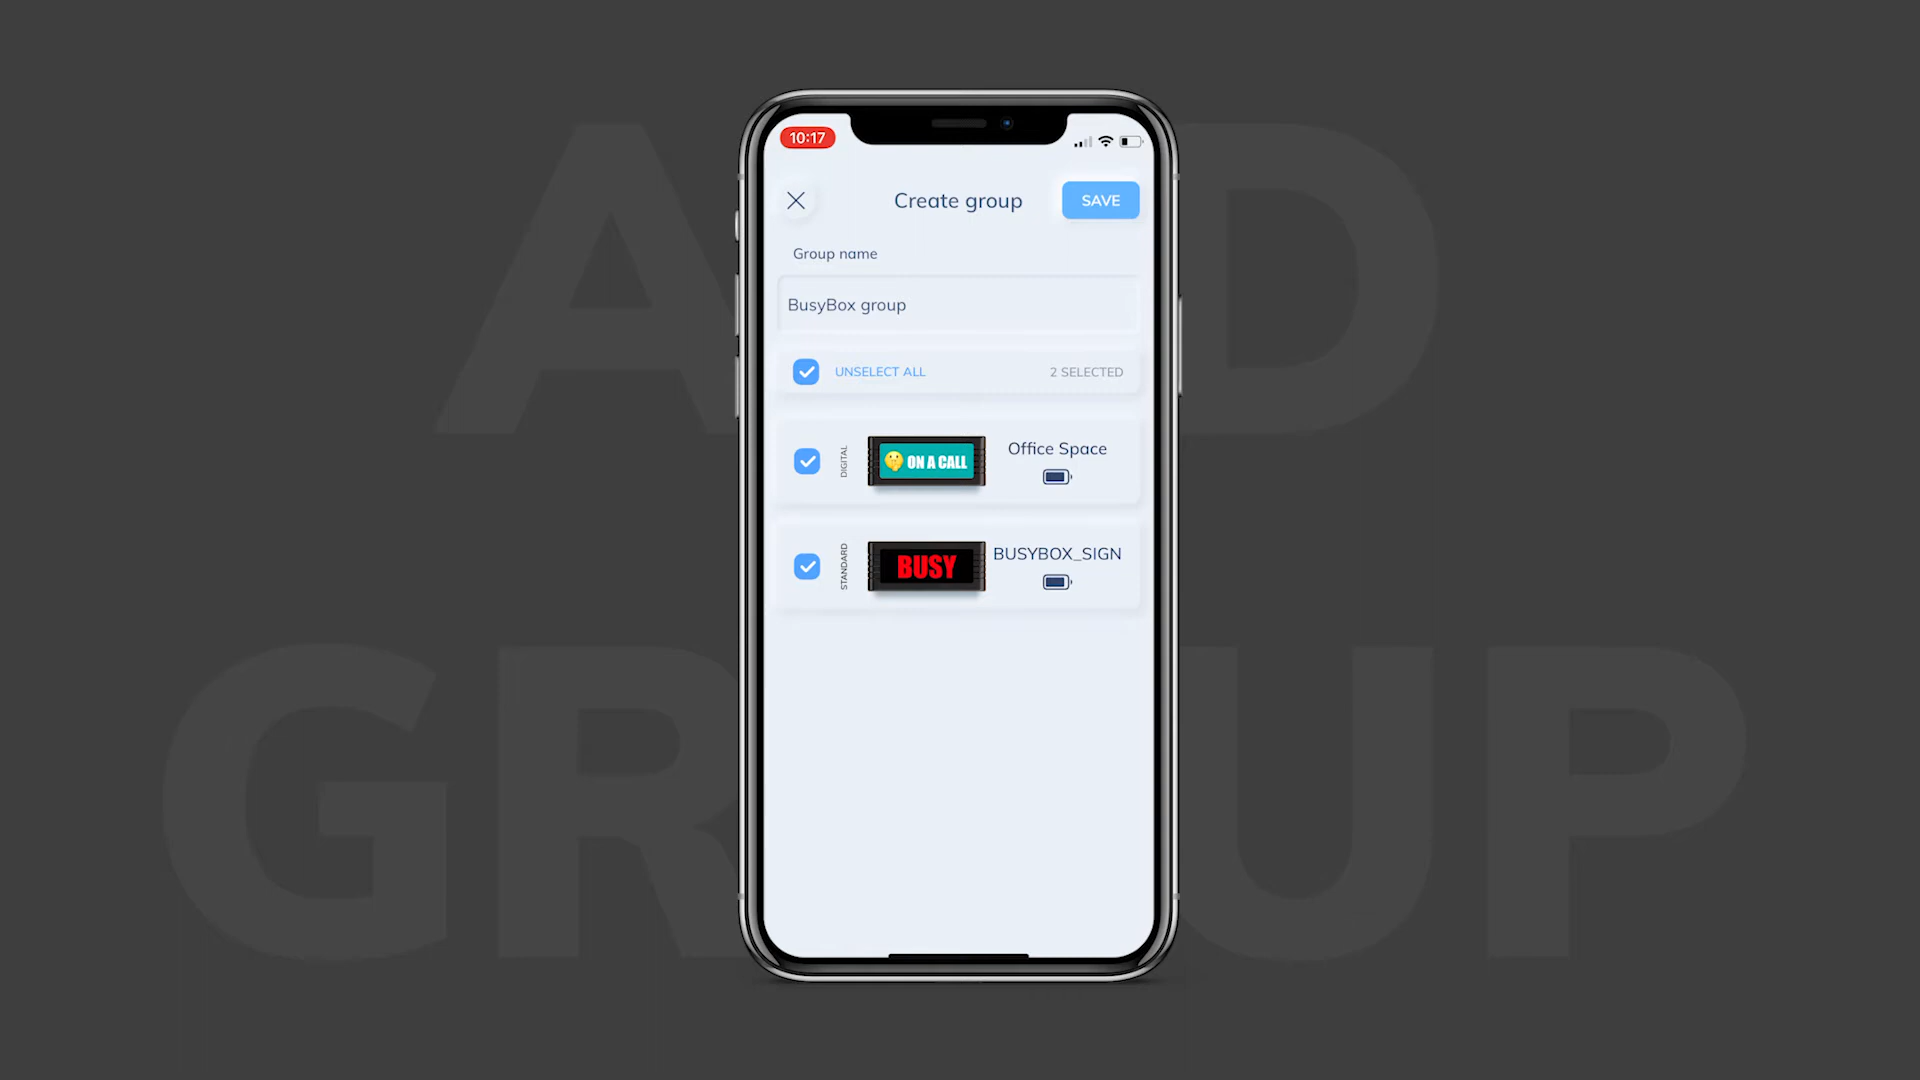 ADD
GROUP
10:17
Create group
SAVE
Group name
BusyBox group
UNSELECT ALL
2 SELECTED
DIGITAL
ON A CALL
Office Space
STANDARD
BUSY
BUSYBOX_SIGN